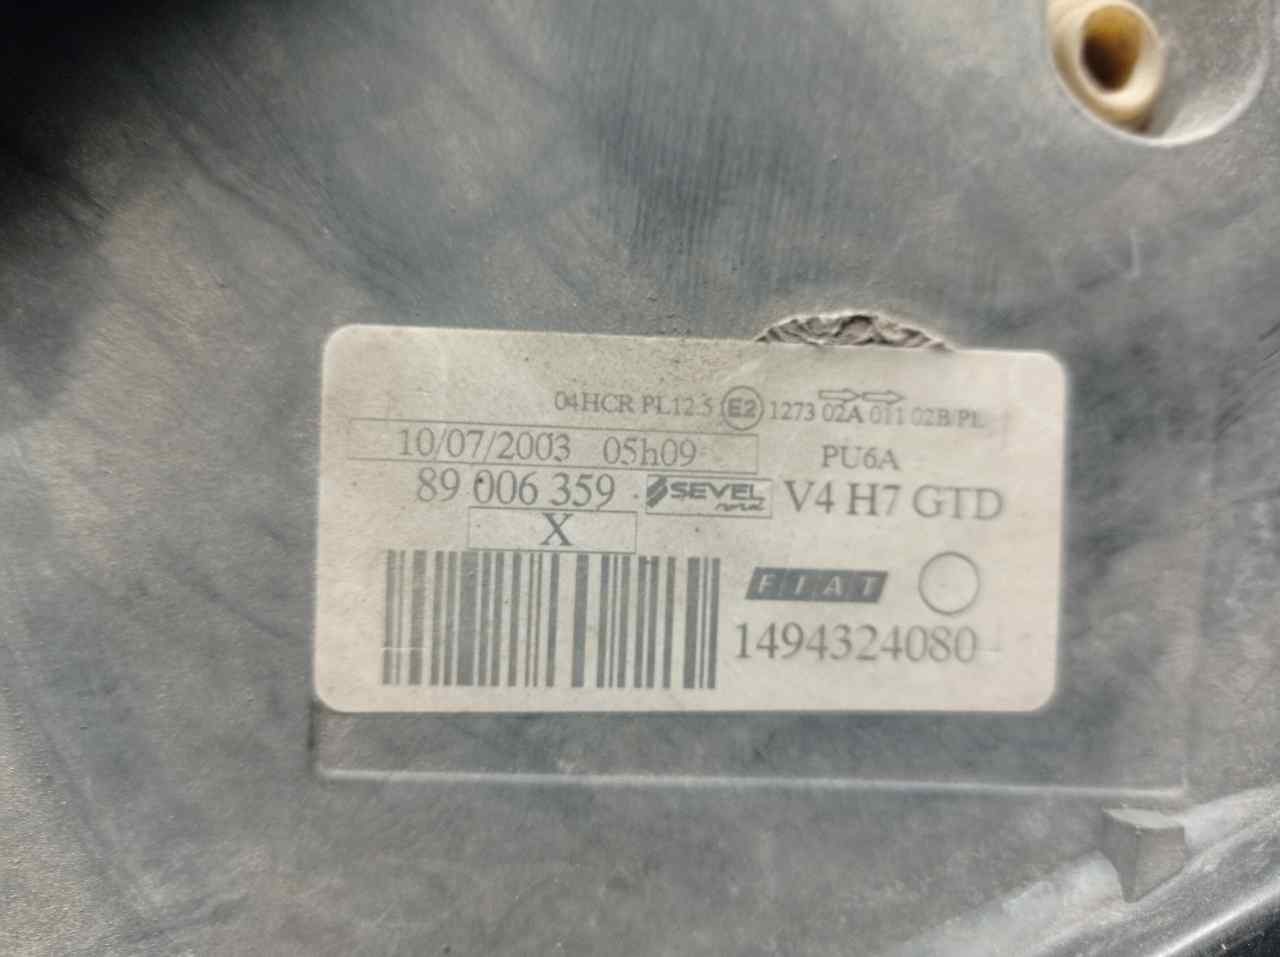 04HCR PL12.5 E2 1273 02A 011 02B/PL
10/07/2003 05h09 PU6A
89 006 359 SEVEL nord V4 H7 GTD
X
FIAT
1494324080